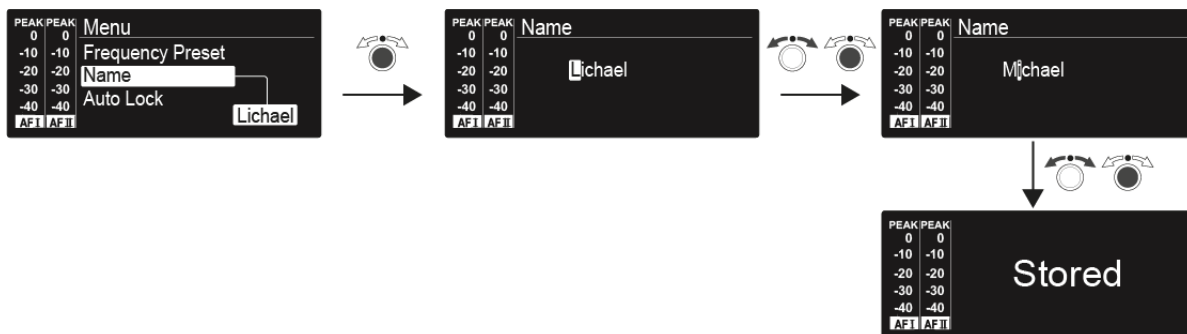 PEAK PEAK Menu
0 0
-10 -10 Frequency Preset
-20 -20 Name
-30 -30 Auto Lock
-40 -40 Lichael
AF I AF II
PEAK PEAK Name
0 0
-10 -10
-20 -20 Lichael
-30 -30
-40 -40
AF I AF II
PEAK PEAK Name
0 0
-10 -10
-20 -20 Michael
-30 -30
-40 -40
AF I AF II
PEAK PEAK
0 0
-10 -10
-20 -20 Stored
-30 -30
-40 -40
AF I AF II